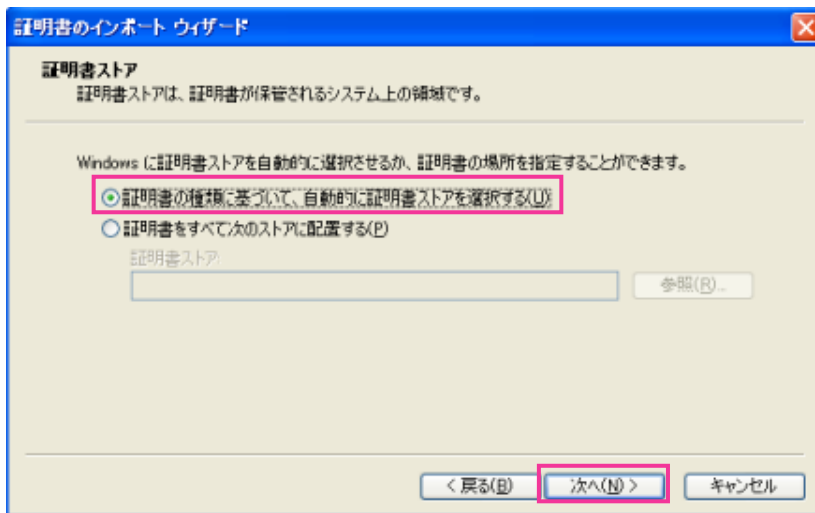 証明書のインポート ウィザード
証明書ストア
証明書ストアは、証明書が保管されるシステム上の領域です。
Windows に証明書ストアを自動的に選択させるか、証明書の場所を指定することができます。
証明書の種類に基づいて、自動的に証明書ストアを選択する(U)
証明書をすべて次のストアに配置する(P)
証明書ストア:
参照(R)...
< 戻る(B) 次へ(N) > キャンセル